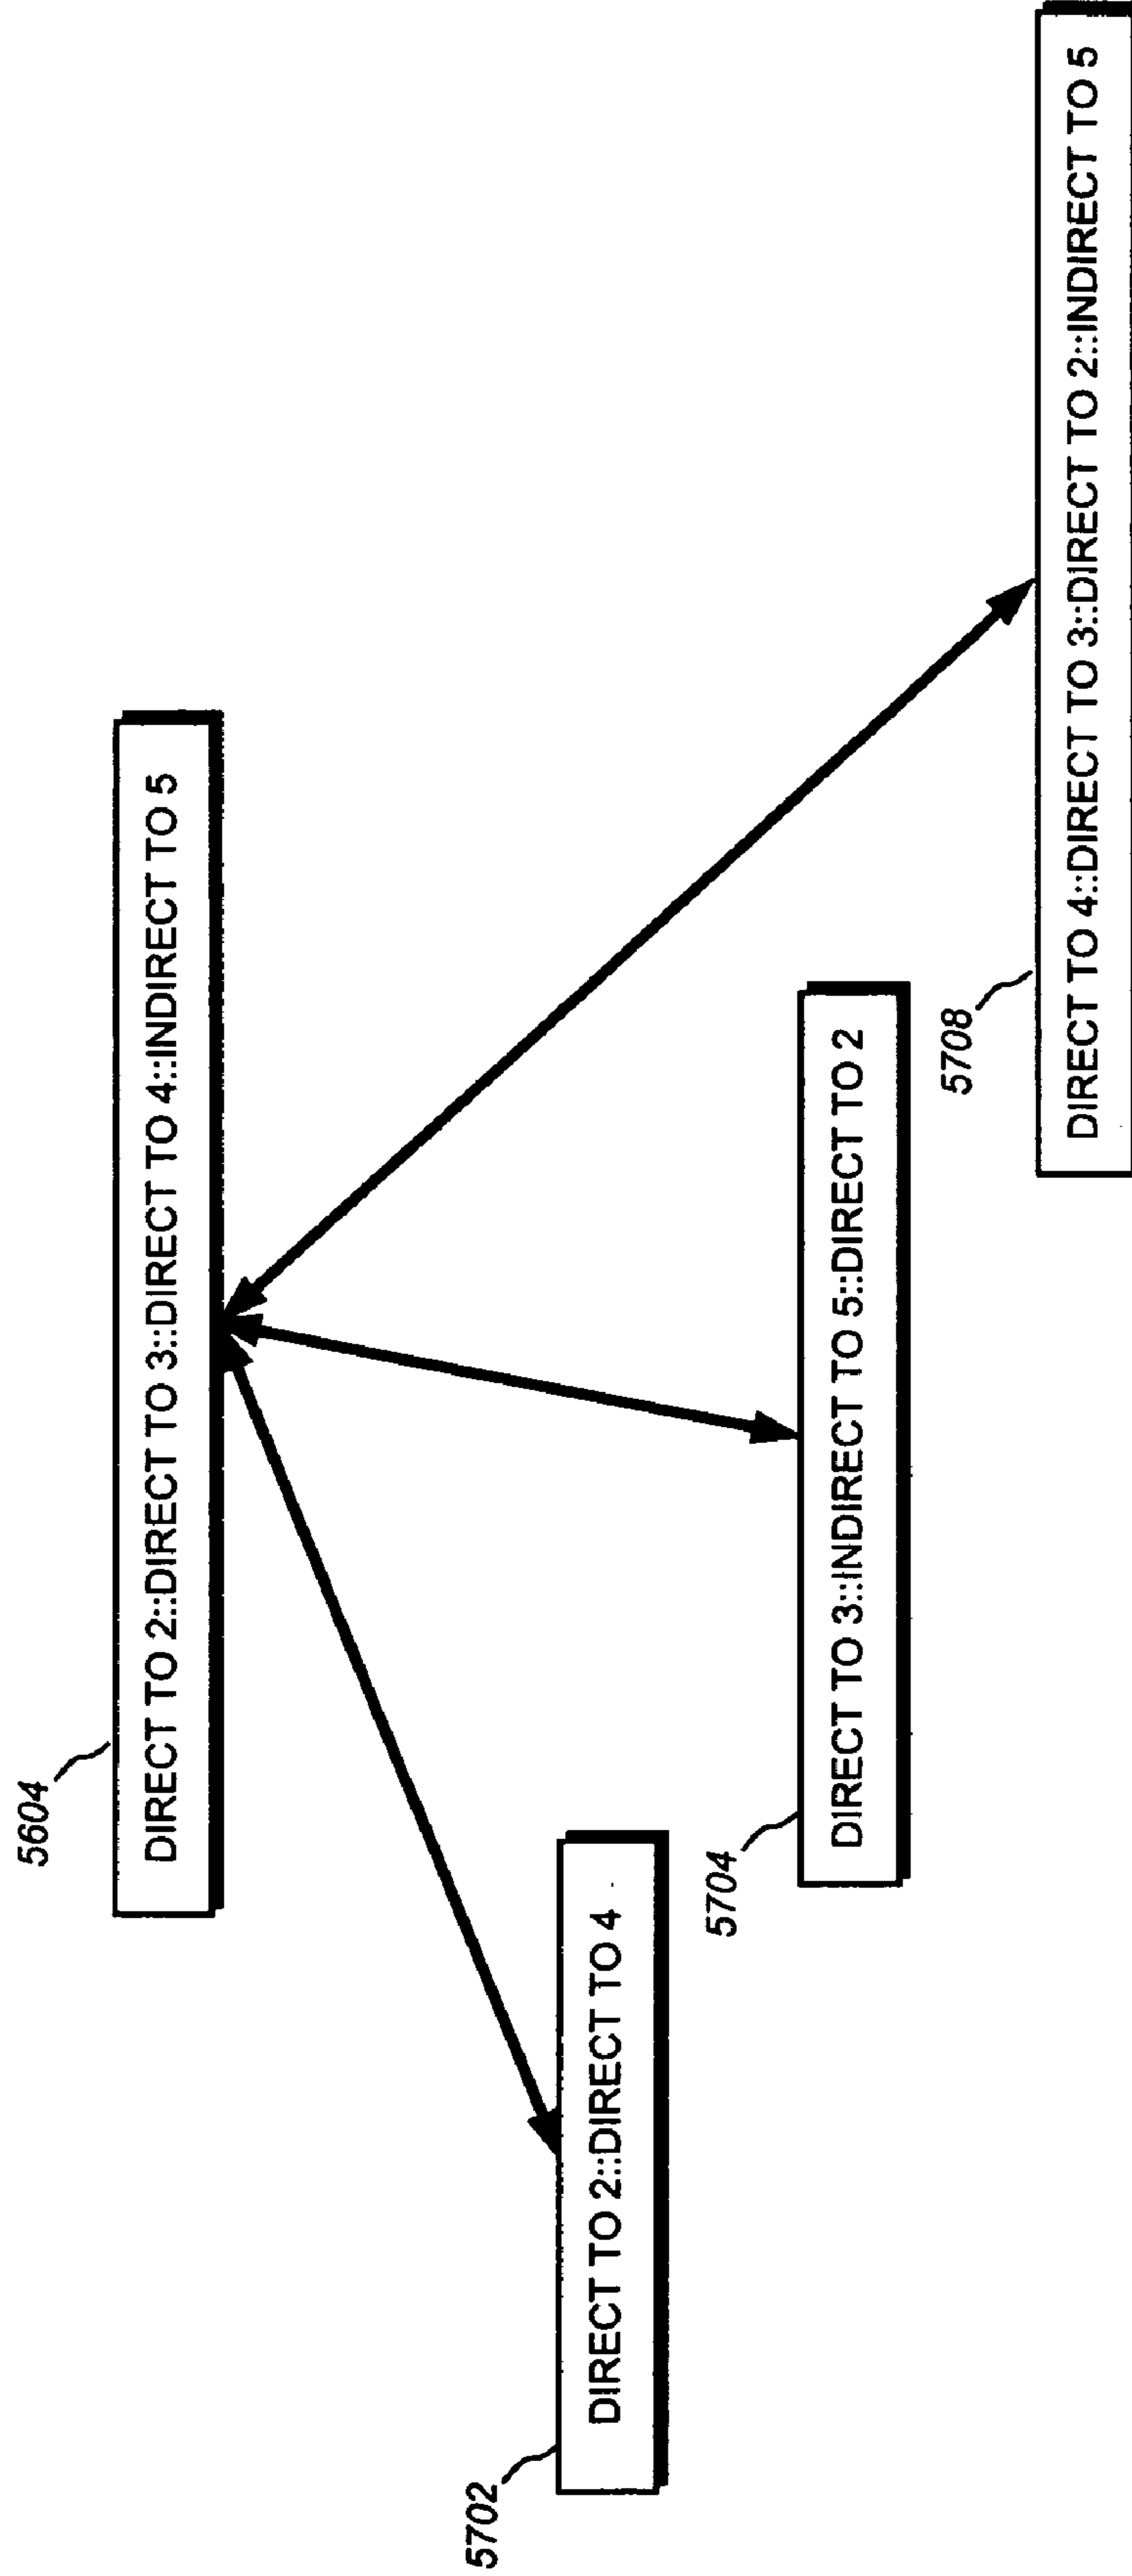 5604
DIRECT TO 2::DIRECT TO 3::DIRECT TO 4::INDIRECT TO 5
5702
DIRECT TO 2::DIRECT TO 4
5704
DIRECT TO 3::INDIRECT TO 5::DIRECT TO 2
5708
DIRECT TO 4::DIRECT TO 3::DIRECT TO 2::INDIRECT TO 5